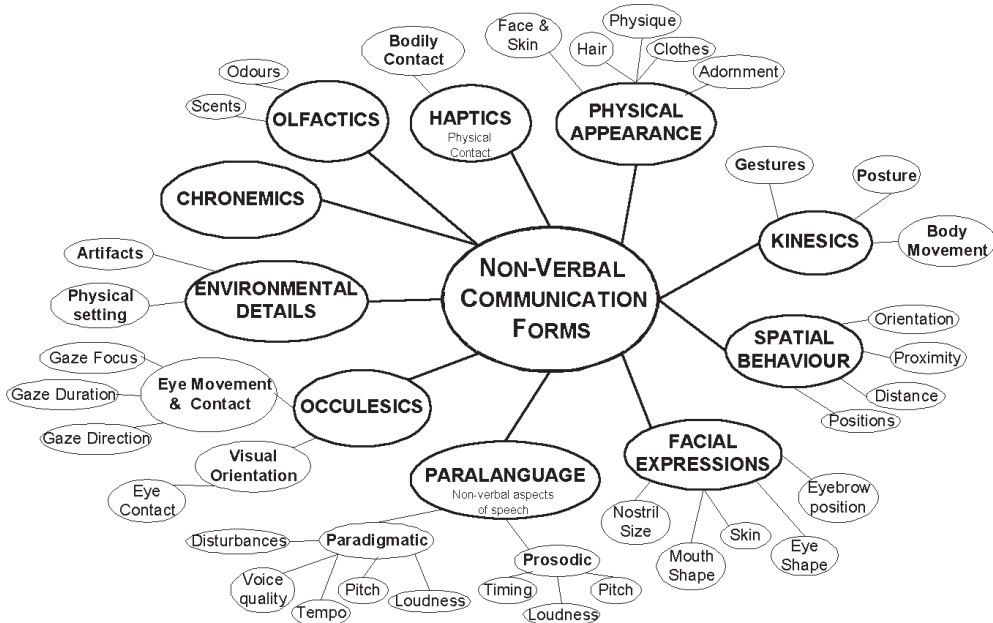 NON-VERBAL
COMMUNICATION
FORMS
PHYSICAL
APPEARANCE
Face &
Skin
Hair
Physique
Clothes
Adornment
KINESICS
Gestures
Posture
Body
Movement
SPATIAL
BEHAVIOUR
Orientation
Proximity
Distance
Positions
FACIAL
EXPRESSIONS
Eyebrow
position
Eye
Shape
Skin
Mouth
Shape
Nostril
Size
PARALANGUAGE
Non-verbal aspects
of speech
Prosodic
Timing
Loudness
Pitch
Paradigmatic
Disturbances
Voice
quality
Tempo
Pitch
Loudness
OCCULESICS
Eye Movement
& Contact
Gaze Focus
Gaze Duration
Gaze Direction
Visual
Orientation
Eye
Contact
ENVIRONMENTAL
DETAILS
Artifacts
Physical
setting
CHRONEMICS
OLFACTICS
Odours
Scents
HAPTICS
Physical
Contact
Bodily
Contact